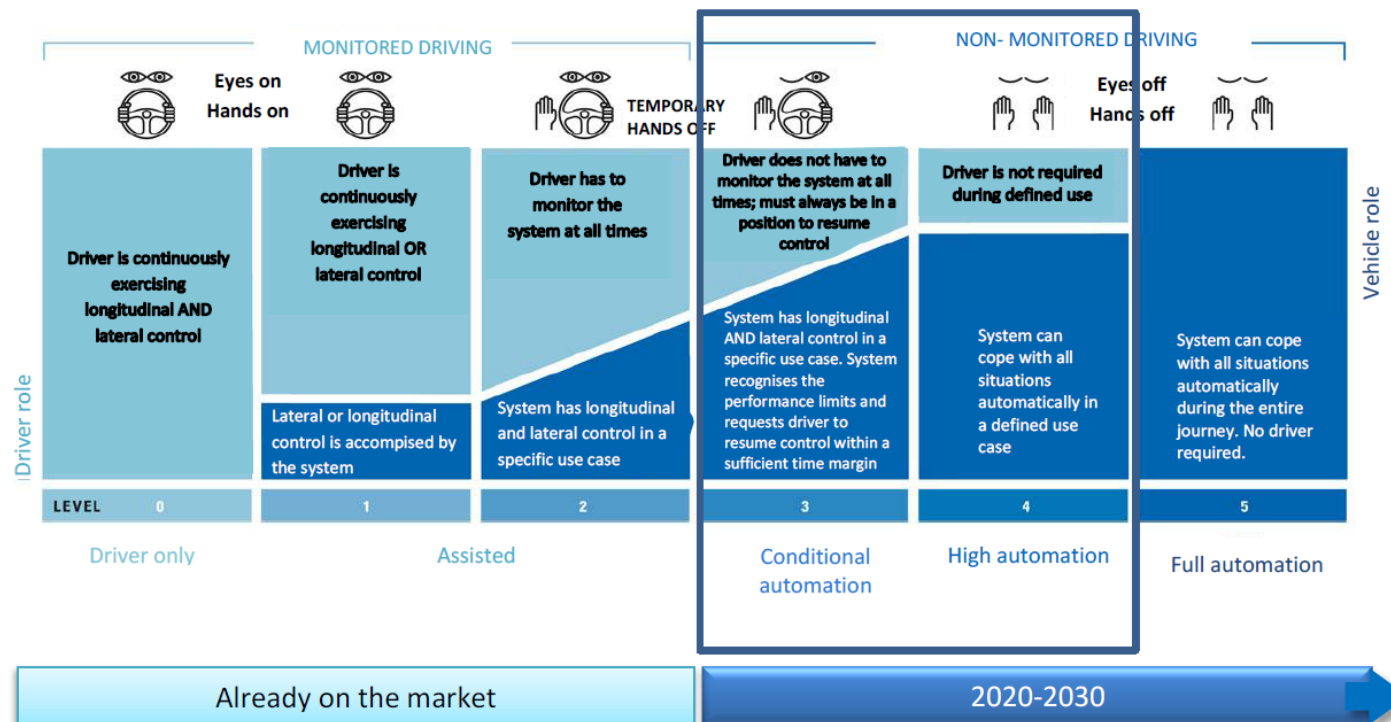 MONITORED DRIVING
NON- MONITORED DRIVING
Eyes on
Hands on
TEMPORARY
HANDS OFF
Eyes off
Hands off
Driver role
Driver is continuously
exercising
longitudinal AND
lateral control
Driver is
continuously
exercising
longitudinal OR
lateral control
Lateral or longitudinal
control is accompised by
the system
Driver has to
monitor the
system at all times
System has longitudinal
and lateral control in a
specific use case
Driver does not have to
monitor the system at all
times; must always be in a
position to resume
control
System has longitudinal
AND lateral control in a
specific use case. System
recognises the
performance limits and
requests driver to
resume control within a
sufficient time margin
Driver is not required
during defined use
System can
cope with all
situations
automatically in
a defined use
case
System can cope
with all situations
automatically
during the entire
journey. No driver
required.
Vehicle role
LEVEL 0 1 2 3 4 5
Driver only
Assisted
Conditional
automation
High automation
Full automation
Already on the market
2020-2030